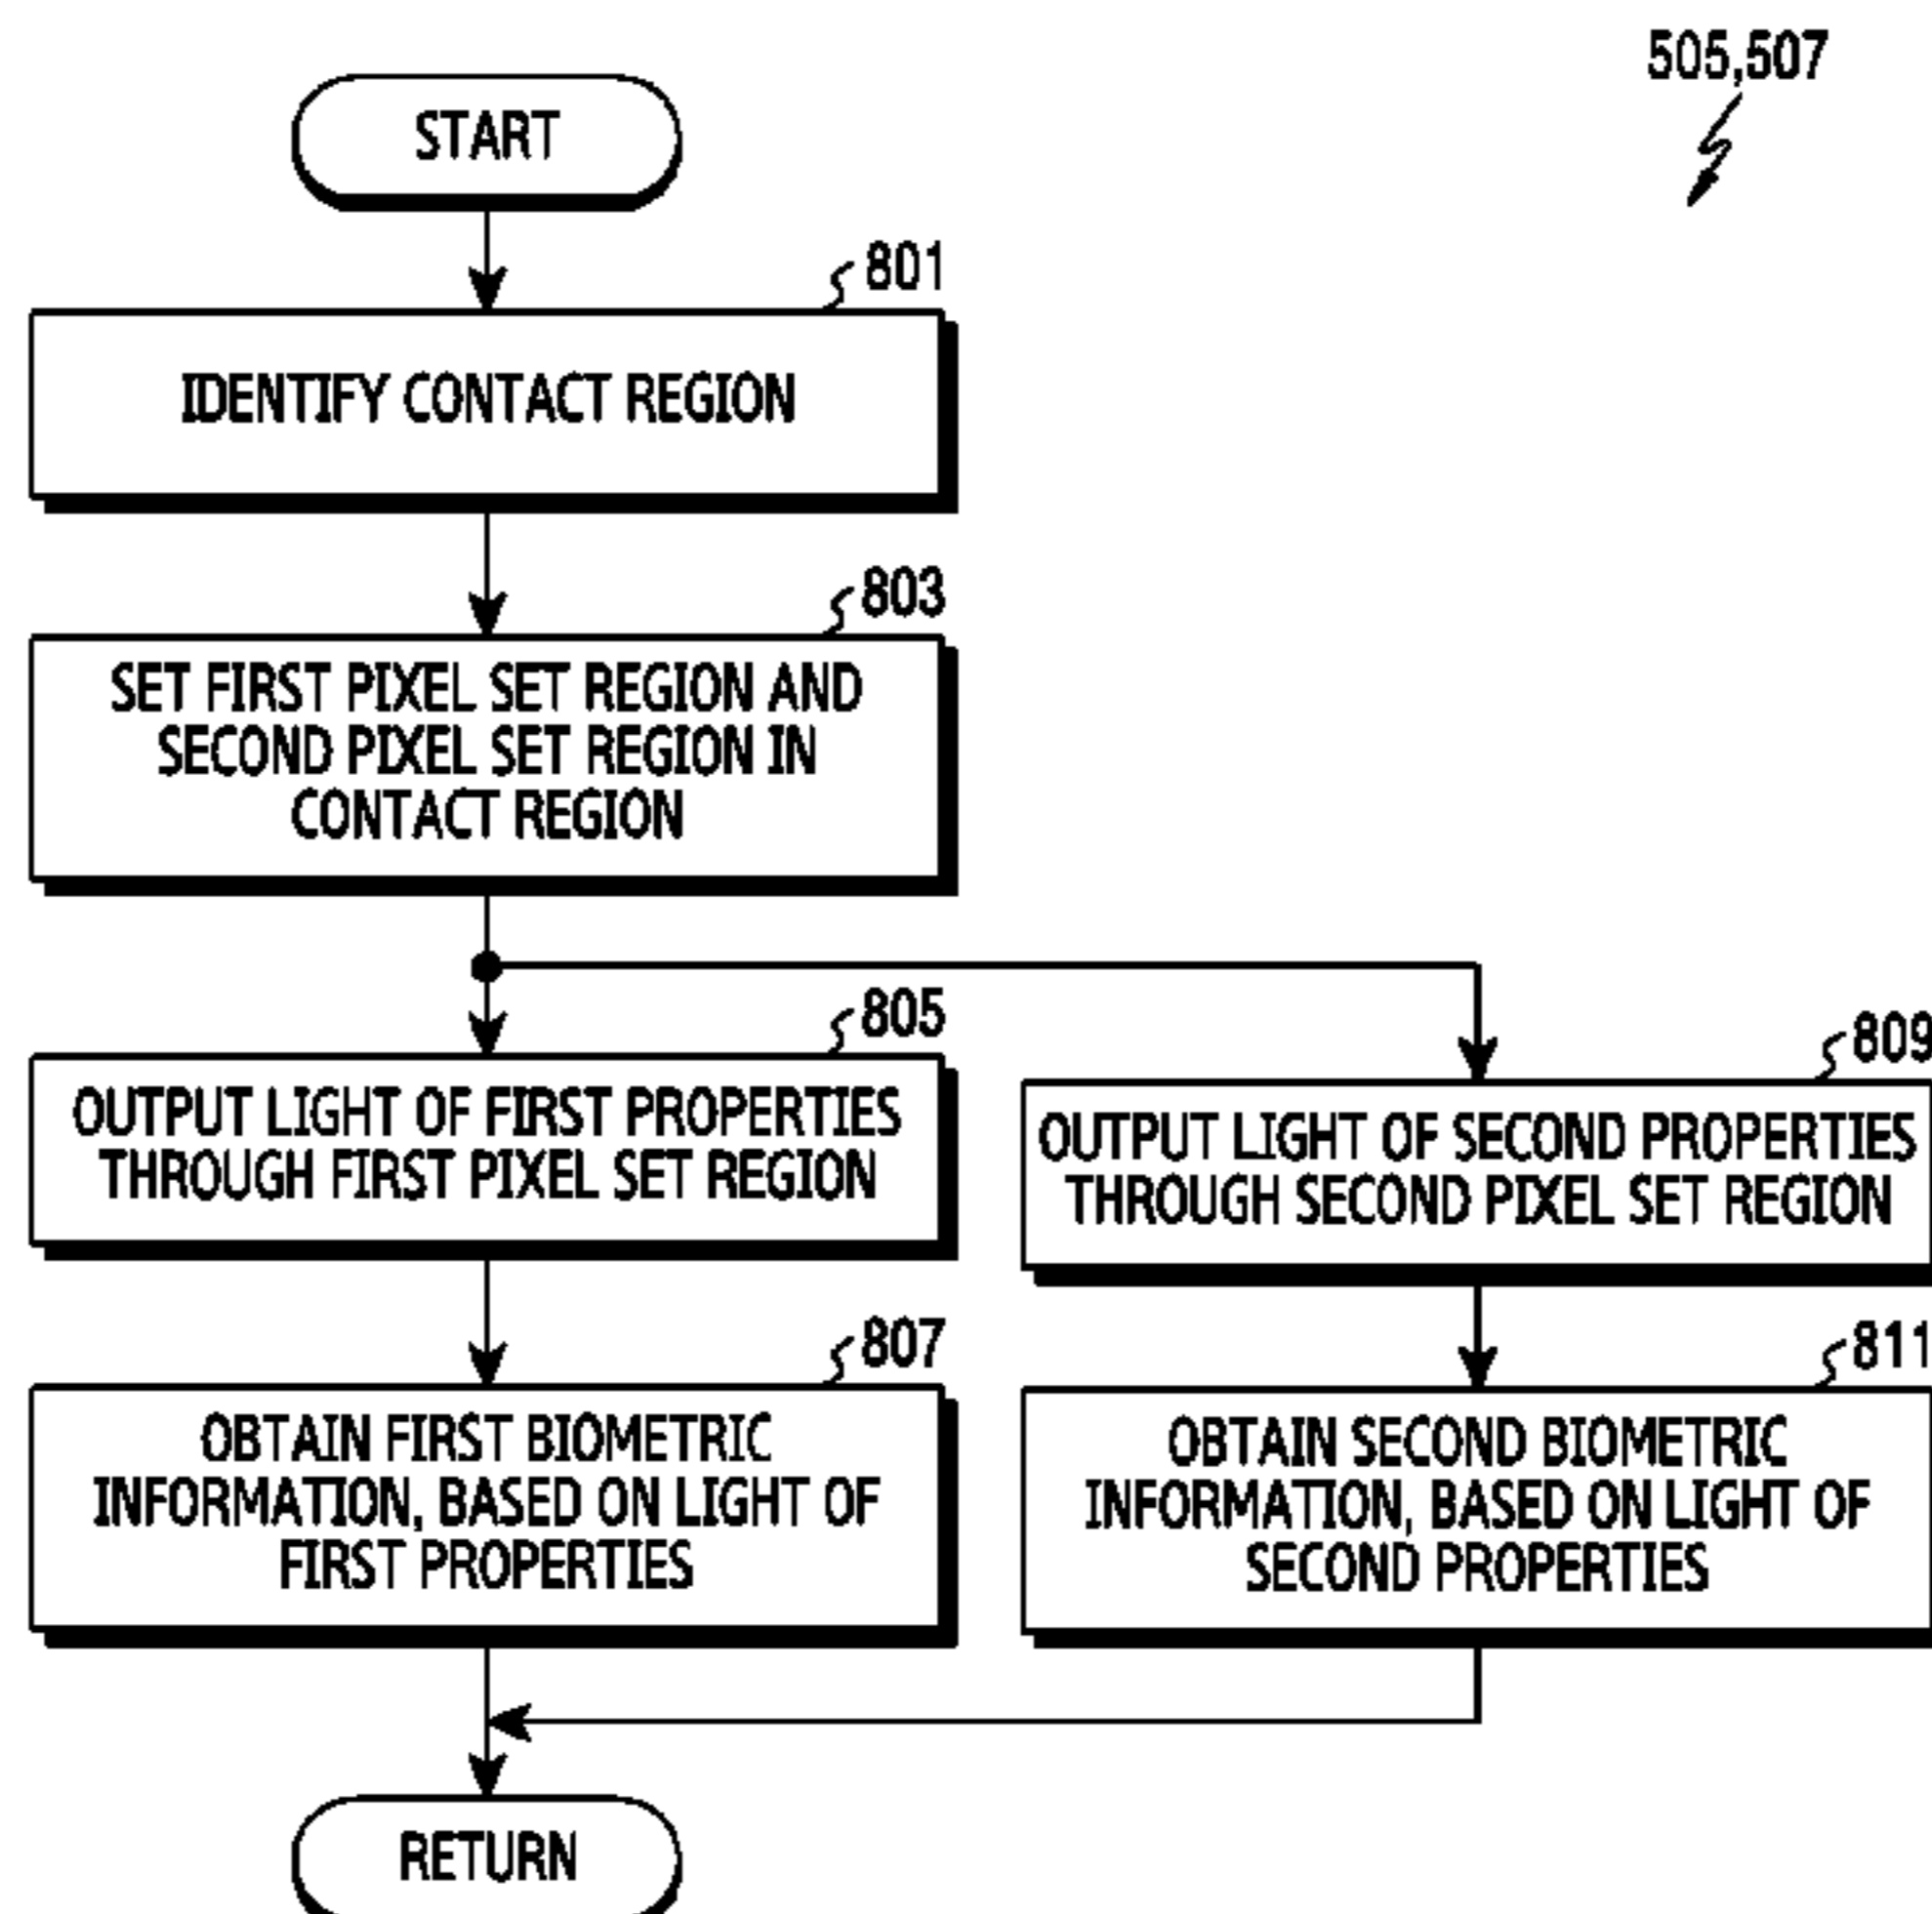 505,507
START
801
IDENTIFY CONTACT REGION
803
SET FIRST PIXEL SET REGION AND
SECOND PIXEL SET REGION IN
CONTACT REGION
805
OUTPUT LIGHT OF FIRST PROPERTIES
THROUGH FIRST PIXEL SET REGION
809
OUTPUT LIGHT OF SECOND PROPERTIES
THROUGH SECOND PIXEL SET REGION
807
OBTAIN FIRST BIOMETRIC
INFORMATION, BASED ON LIGHT OF
FIRST PROPERTIES
811
OBTAIN SECOND BIOMETRIC
INFORMATION, BASED ON LIGHT OF
SECOND PROPERTIES
RETURN